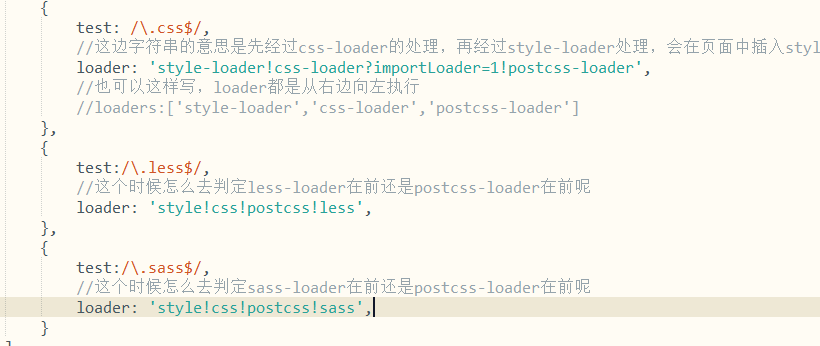 {
test: /\.css$/,
//这边字符串的意思是先经过css-loader的处理，再经过style-loader处理，会在页面中插入styl
loader: 'style-loader!css-loader?importLoader=1!postcss-loader',
//也可以这样写，loader都是从右边向左执行
//loaders:['style-loader','css-loader','postcss-loader']
},
{
test:/\.less$/,
//这个时候怎么去判定less-loader在前还是postcss-loader在前呢
loader: 'style!css!postcss!less',
},
{
test:/\.sass$/,
//这个时候怎么去判定sass-loader在前还是postcss-loader在前呢
loader: 'style!css!postcss!sass',
}